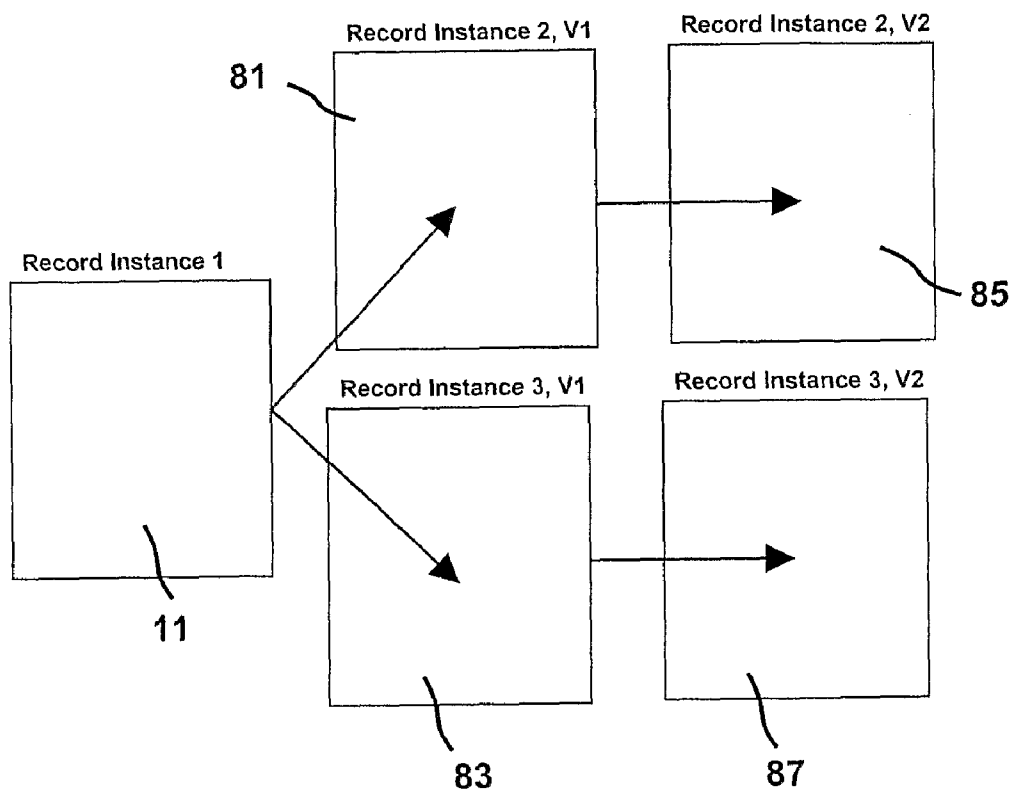 Record Instance 2, V1
Record Instance 2, V2
81
Record Instance 1
85
Record Instance 3, V1
Record Instance 3, V2
11
83
87